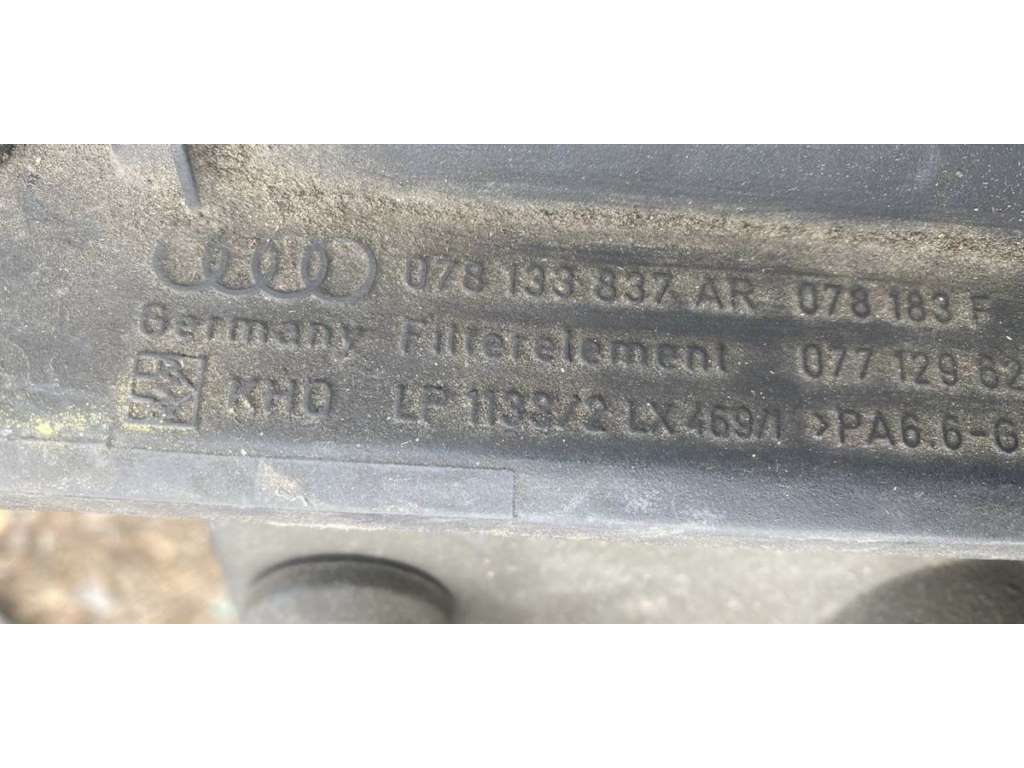 078 133 837 AR 078 183 F
Germany Filterelement 077 129 62
KHD LP 1133/2 LX 469/1 >PA6.6-G